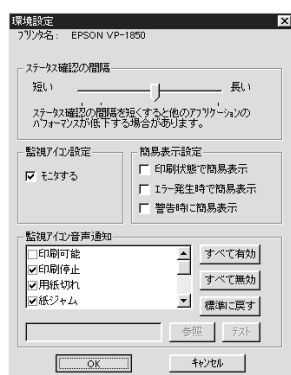 環境設定
プリンタ名: EPSON VP-1850
ステータス確認の間隔
短い
長い
ステータス確認の間隔を短くすると他のアプリケーションの
パフォーマンスが低下する場合があります。
監視アイコン設定
モニタする
簡易表示設定
印刷状態で簡易表示
エラー発生時で簡易表示
警告時に簡易表示
監視アイコン音声通知
印刷可能
印刷停止
用紙切れ
紙ジャム
すべて有効
すべて無効
標準に戻す
参照
テスト
OK
キャンセル